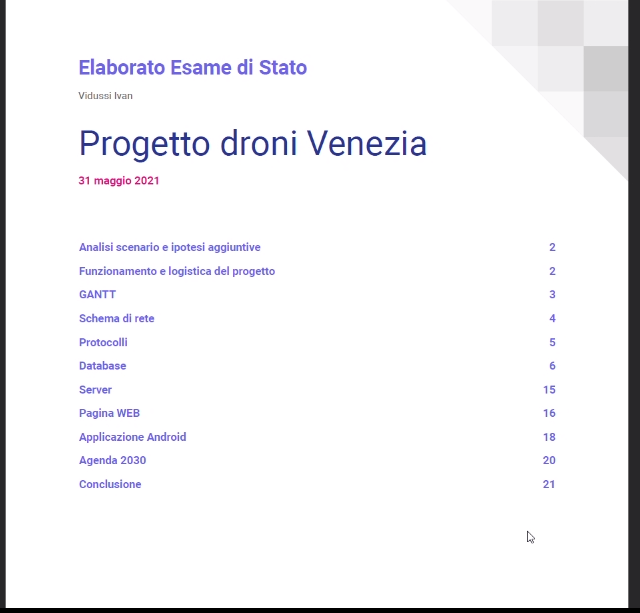 Elaborato Esame di Stato
Vidussi Ivan
Progetto droni Venezia
31 maggio 2021
Analisi scenario e ipotesi aggiuntive 2
Funzionamento e logistica del progetto 2
GANTT 3
Schema di rete 4
Protocolli 5
Database 6
Server 15
Pagina WEB 16
Applicazione Android 18
Agenda 2030 20
Conclusione 21